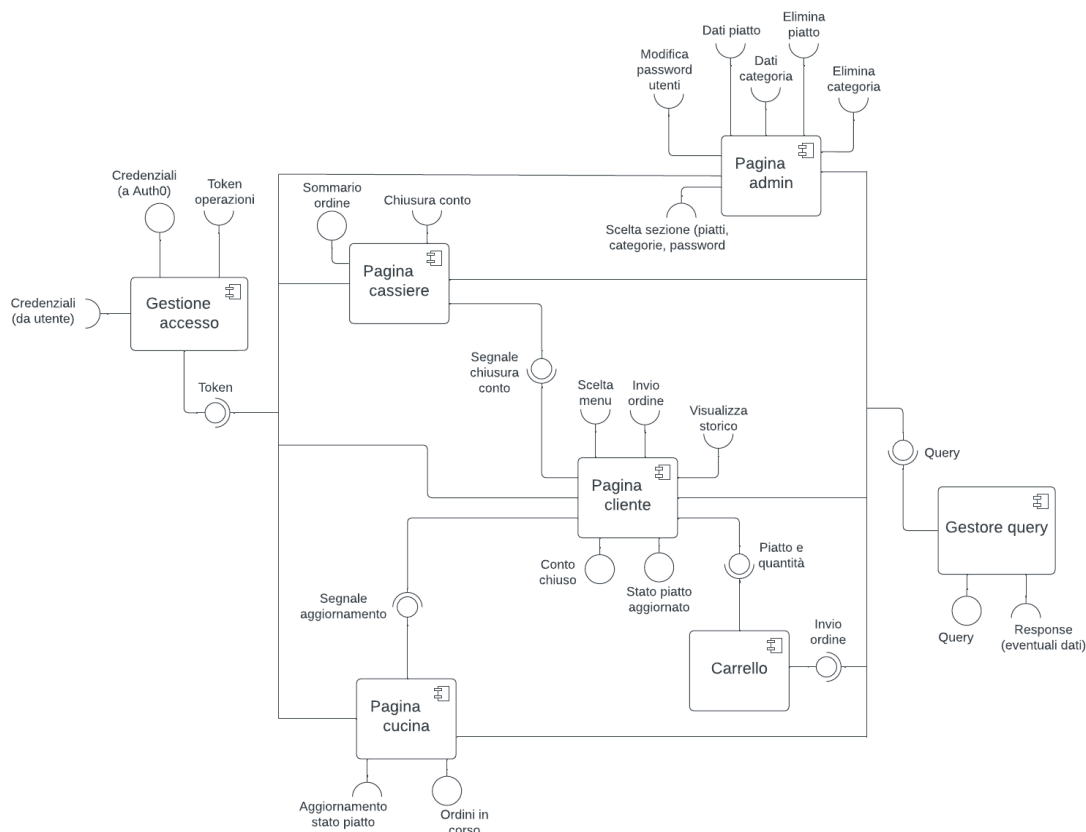 Elimina
piatto
Dati piatto
Modifica
password
utenti
Dati
categoria
Elimina
categoria
Pagina
admin
Scelta sezione (piatti,
categorie, password
Credenziali
(a Auth0)
Token
operazioni
Sommario
ordine
Chiusura conto
Pagina
cassiere
Credenziali
(da utente)
Gestione
accesso
Token
Segnale
chiusura
conto
Scelta
menu
Invio
ordine
Visualizza
storico
Pagina
cliente
Query
Gestore query
Conto
chiuso
Stato piatto
aggiornato
Piatto e
quantità
Segnale
aggiornamento
Query
Response
(eventuali dati)
Carrello
Invio
ordine
Pagina
cucina
Aggiornamento
stato piatto
Ordini in
corso